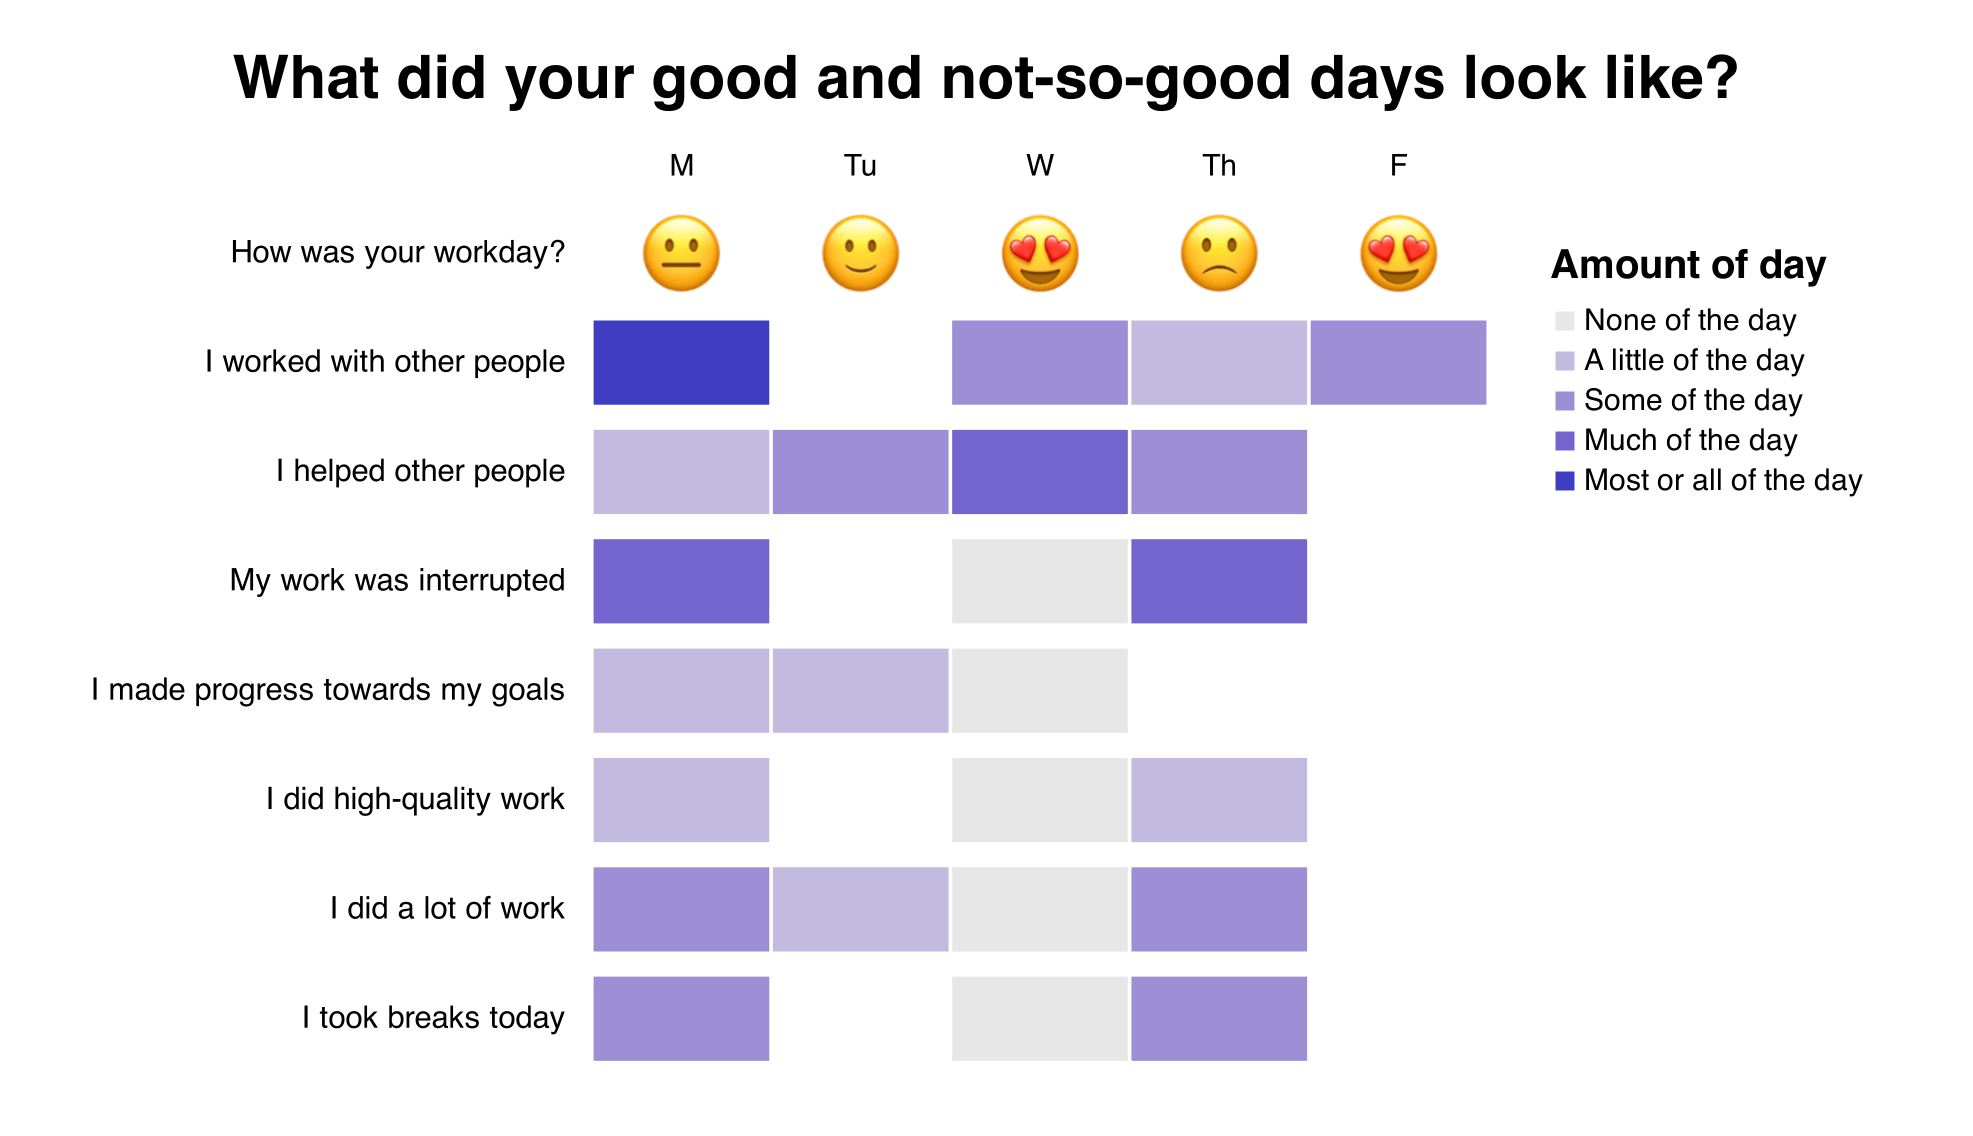 What did your good and not-so-good days look like?
M Tu W Th F
How was your workday?
I worked with other people
I helped other people
My work was interrupted
I made progress towards my goals
I did high-quality work
I did a lot of work
I took breaks today
Amount of day
None of the day
A little of the day
Some of the day
Much of the day
Most or all of the day